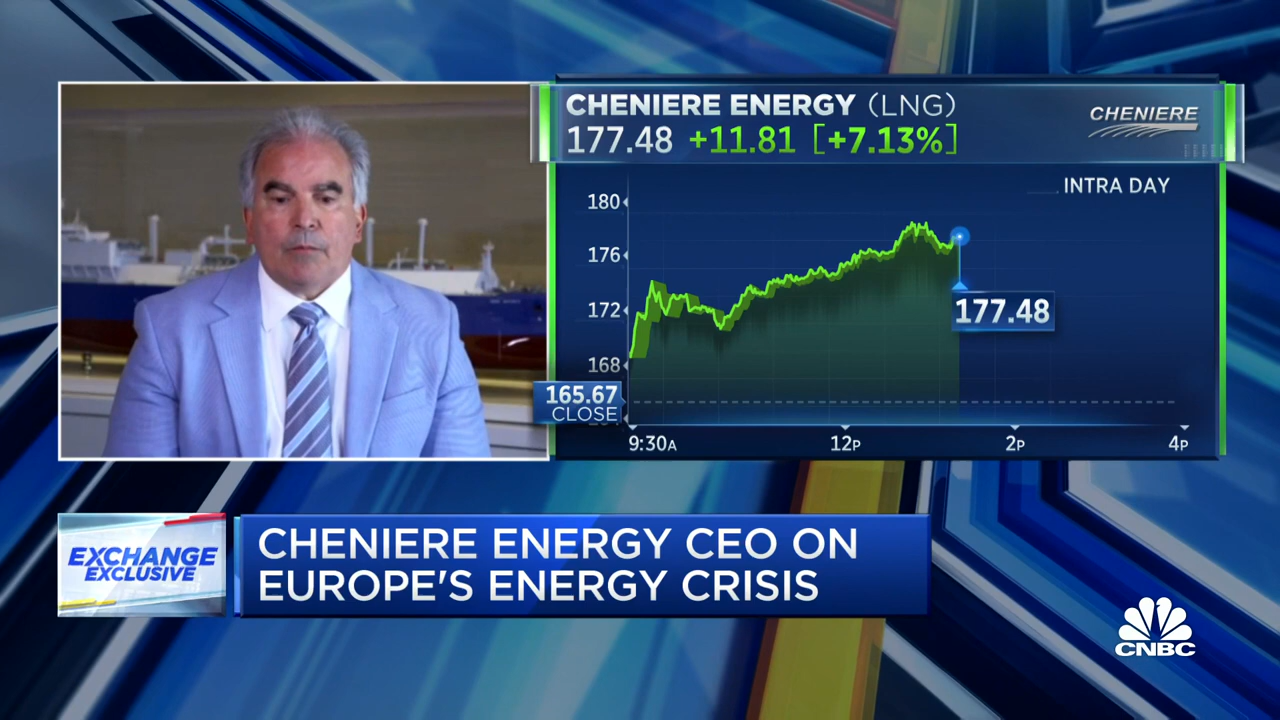 CHENIERE ENERGY (LNG)
177.48 +11.81 [+7.13%]
CHENIERE
INTRA DAY
180
176
172
168
177.48
165.67
CLOSE
9:30A
12P
2P
4P
EXCHANGE
EXCLUSIVE
CHENIERE ENERGY CEO ON
EUROPE'S ENERGY CRISIS
CNBC